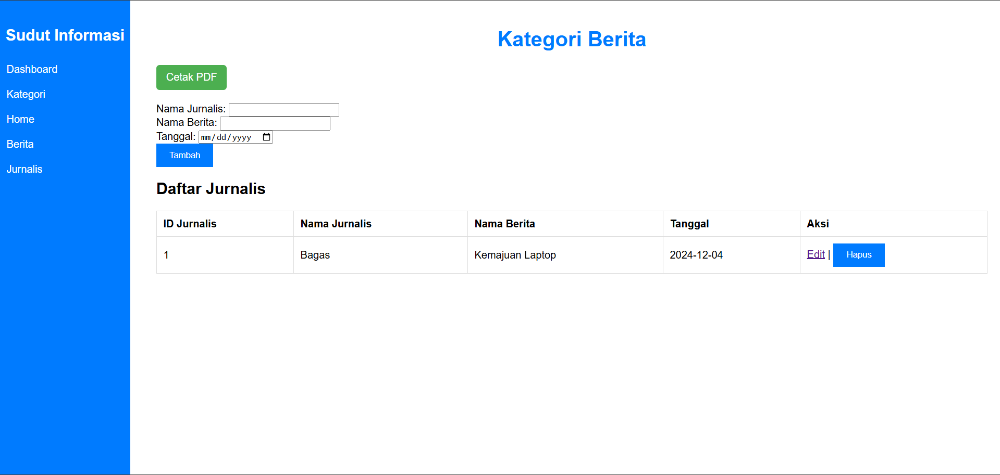 Sudut Informasi
Dashboard
Kategori
Home
Berita
Jurnalis
Kategori Berita
Cetak PDF
Nama Jurnalis:
Nama Berita:
Tanggal: mm/dd/yyyy
Tambah
Daftar Jurnalis
ID Jurnalis Nama Jurnalis Nama Berita Tanggal Aksi
1 Bagas Kemajuan Laptop 2024-12-04 Edit | Hapus